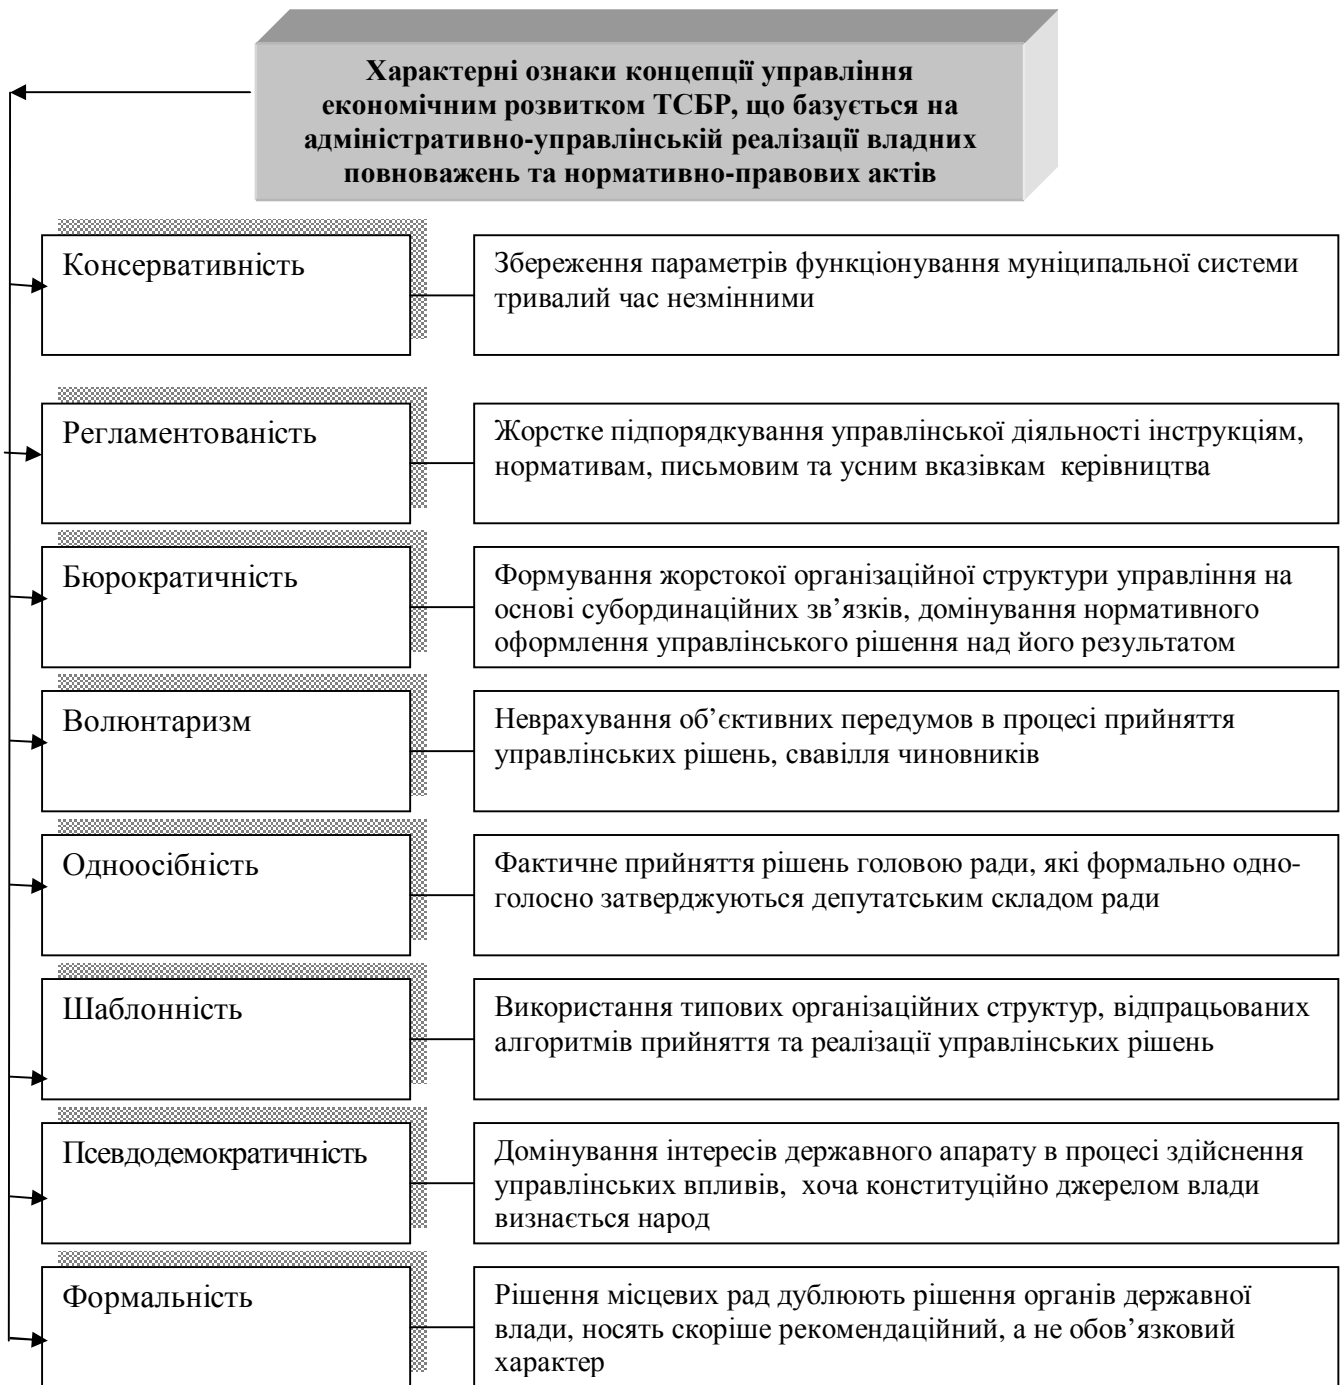 Характерні ознаки концепції управління
економічним розвитком ТСБР, що базується на
адміністративно-управлінській реалізації владних
повноважень та нормативно-правових актів
Консервативність
Збереження параметрів функціонування муніципальної системи
тривалий час незмінними
Регламентованість
Жорстке підпорядкування управлінської діяльності інструкціям,
нормативам, письмовим та усним вказівкам керівництва
Бюрократичність
Формування жорстокої організаційної структури управління на
основі субординаційних зв’язків, домінування нормативного
оформлення управлінського рішення над його результатом
Волюнтаризм
Неврахування об’єктивних передумов в процесі прийняття
управлінських рішень, свавілля чиновників
Одноосібність
Фактичне прийняття рішень головою ради, які формально одно-
голосно затверджуються депутатським складом ради
Шаблонність
Використання типових організаційних структур, відпрацьованих
алгоритмів прийняття та реалізації управлінських рішень
Псевдодемократичність
Домінування інтересів державного апарату в процесі здійснення
управлінських впливів, хоча конституційно джерелом влади
визнається народ
Формальність
Рішення місцевих рад дублюють рішення органів державної
влади, носять скоріше рекомендаційний, а не обов’язковий
характер